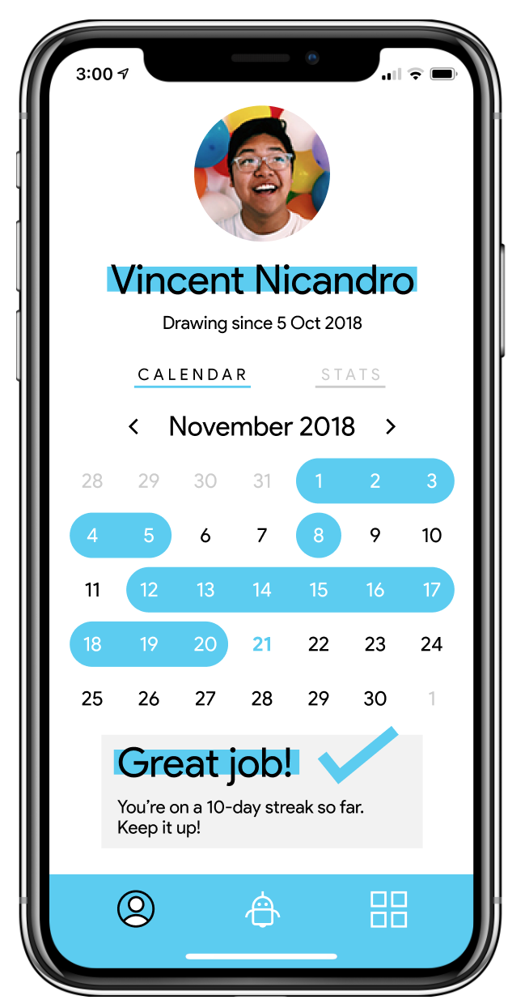 3:00
Vincent Nicandro
Drawing since 5 Oct 2018
CALENDAR STATS
November 2018
28 29 30 31 1 2 3
4 5 6 7 8 9 10
11 12 13 14 15 16 17
18 19 20 21 22 23 24
25 26 27 28 29 30 1
Great job!
You're on a 10-day streak so far.
Keep it up!